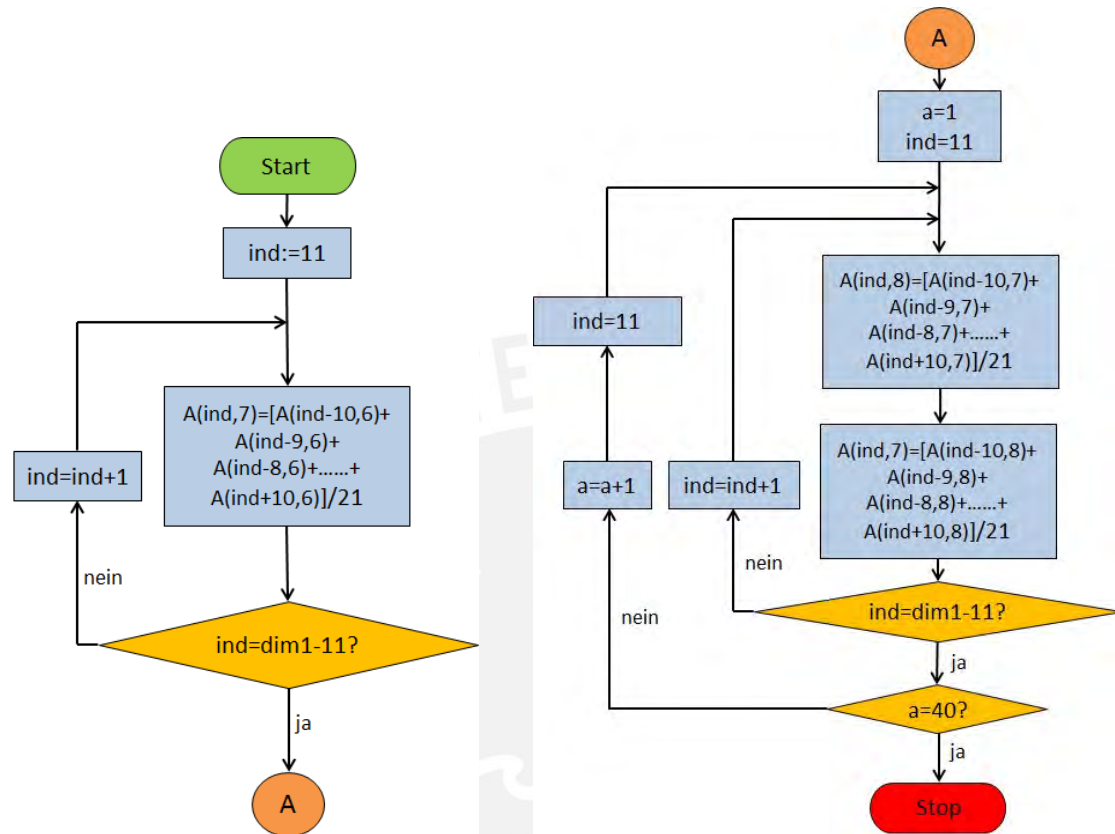 Start
ind:=11
A(ind,7)=[A(ind-10,6)+
A(ind-9,6)+
A(ind-8,6)+......+
A(ind+10,6)]/21
ind=ind+1
nein
ind=dim1-11?
ja
A
A
a=1
ind=11
A(ind,8)=[A(ind-10,7)+
A(ind-9,7)+
A(ind-8,7)+......+
A(ind+10,7)]/21
ind=11
A(ind,7)=[A(ind-10,8)+
A(ind-9,8)+
A(ind-8,8)+......+
A(ind+10,8)]/21
a=a+1
ind=ind+1
nein
nein
ind=dim1-11?
ja
a=40?
ja
Stop